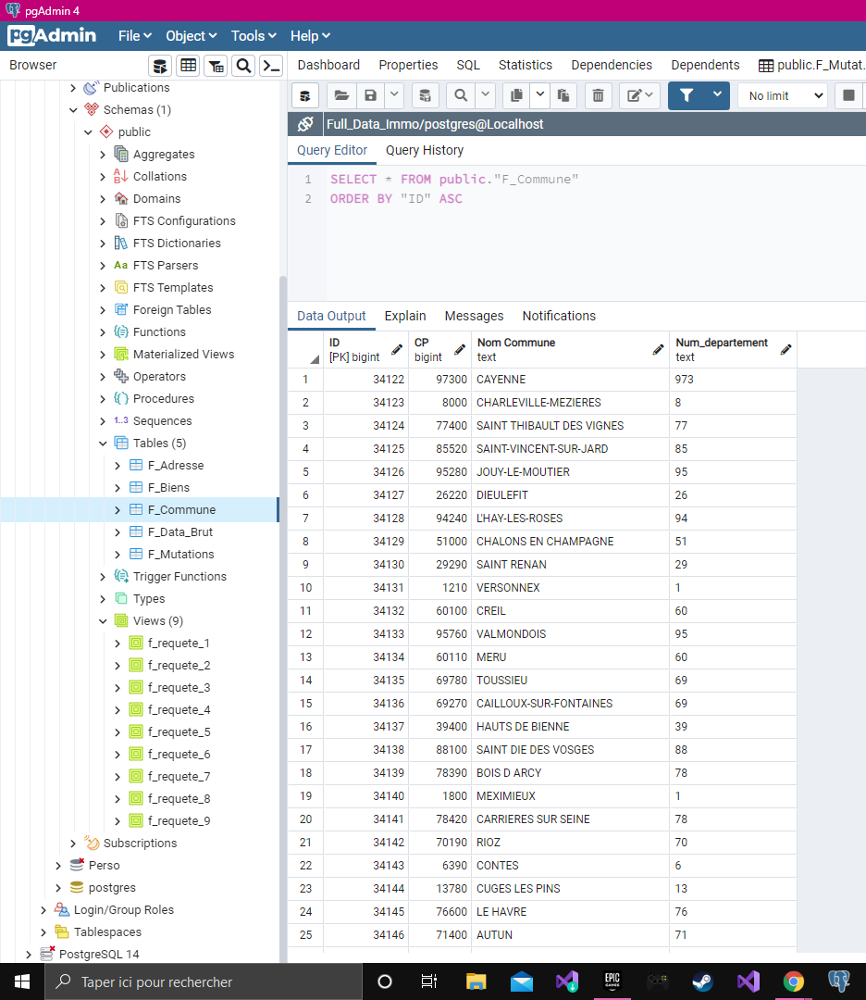 pgAdmin 4
pgAdmin File Object Tools Help
Browser
Dashboard Properties SQL Statistics Dependencies Dependents public.F_Mutat.
No limit
Full_Data_Immo/postgres@Localhost
Query Editor Query History
1 SELECT * FROM public."F_Commune"
2 ORDER BY "ID" ASC
Publications
Schemas (1)
public
Aggregates
Collations
Domains
FTS Configurations
FTS Dictionaries
Aa FTS Parsers
FTS Templates
Foreign Tables
Functions
Materialized Views
Operators
Procedures
1..3 Sequences
Tables (5)
F_Adresse
F_Biens
F_Commune
F_Data_Brut
F_Mutations
Trigger Functions
Types
Views (9)
f_requete_1
f_requete_2
f_requete_3
f_requete_4
f_requete_5
f_requete_6
f_requete_7
f_requete_8
f_requete_9
Subscriptions
Perso
postgres
Login/Group Roles
Tablespaces
PostgreSQL 14
Data Output Explain Messages Notifications
ID CP Nom Commune Num_departement
[PK] bigint bigint text text
1 34122 97300 CAYENNE 973
2 34123 8000 CHARLEVILLE-MEZIERES 8
3 34124 77400 SAINT THIBAULT DES VIGNES 77
4 34125 85520 SAINT-VINCENT-SUR-JARD 85
5 34126 95280 JOUY-LE-MOUTIER 95
6 34127 26220 DIEULEFIT 26
7 34128 94240 L'HAY-LES-ROSES 94
8 34129 51000 CHALONS EN CHAMPAGNE 51
9 34130 29290 SAINT RENAN 29
10 34131 1210 VERSONNEX 1
11 34132 60100 CREIL 60
12 34133 95760 VALMONDOIS 95
13 34134 60110 MERU 60
14 34135 69780 TOUSSIEU 69
15 34136 69270 CAILLOUX-SUR-FONTAINES 69
16 34137 39400 HAUTS DE BIENNE 39
17 34138 88100 SAINT DIE DES VOSGES 88
18 34139 78390 BOIS D ARCY 78
19 34140 1800 MEXIMIEUX 1
20 34141 78420 CARRIERES SUR SEINE 78
21 34142 70190 RIOZ 70
22 34143 6390 CONTES 6
23 34144 13780 CUGES LES PINS 13
24 34145 76600 LE HAVRE 76
25 34146 71400 AUTUN 71
Taper ici pour rechercher
EPIC
GAMES